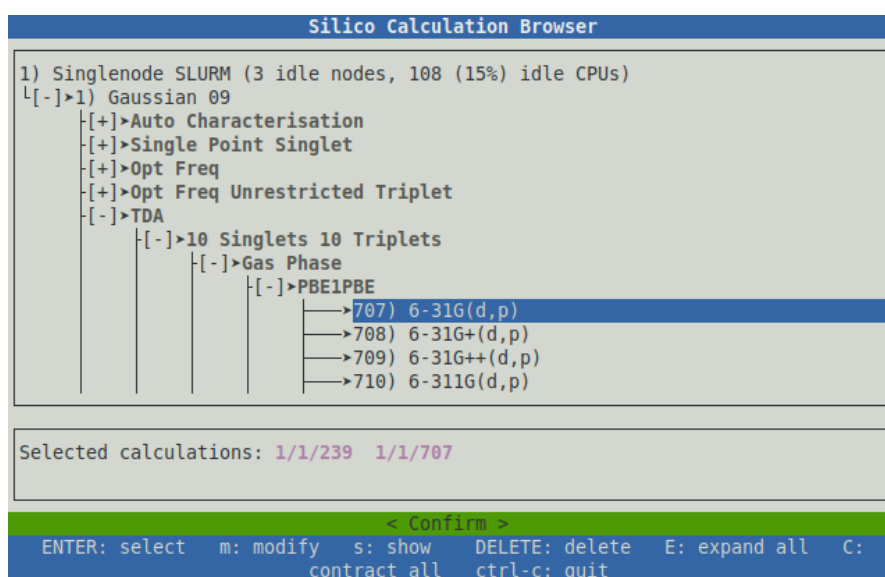 Silico Calculation Browser
1) Singlenode SLURM (3 idle nodes, 108 (15%) idle CPUs)
[-]➤1) Gaussian 09
[+]➤Auto Characterisation
[+]➤Single Point Singlet
[+]➤Opt Freq
[+]➤Opt Freq Unrestricted Triplet
[-]➤TDA
[-]➤10 Singlets 10 Triplets
[-]➤Gas Phase
[-]➤PBE1PBE
➤707) 6-31G(d,p)
➤708) 6-31G+(d,p)
➤709) 6-31G++(d,p)
➤710) 6-311G(d,p)
Selected calculations: 1/1/239 1/1/707
< Confirm >
ENTER: select m: modify s: show DELETE: delete E: expand all C:
contract all ctrl-c: quit